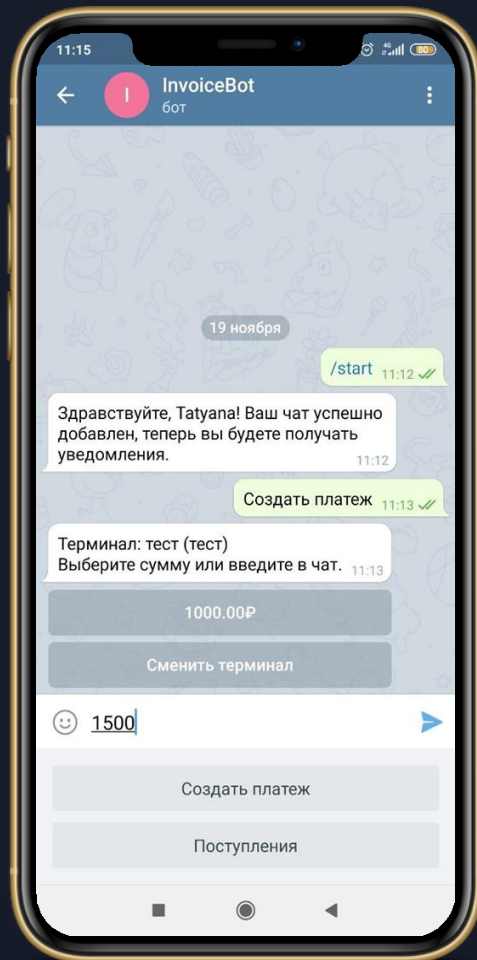 11:15
4G
80
I
InvoiceBot
бот
19 ноября
/start 11:12
Здравствуйте, Tatyana! Ваш чат успешно
добавлен, теперь вы будете получать
уведомления.
11:12
Создать платеж 11:13
Терминал: тест (тест)
Выберите сумму или введите в чат. 11:13
1000.00₽
Сменить терминал
1500
Создать платеж
Поступления